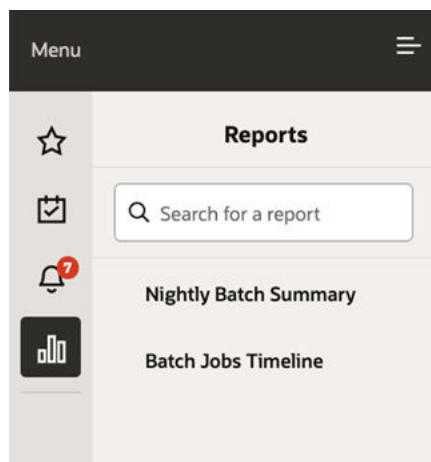 Menu
Reports
Search for a report
7
Nightly Batch Summary
Batch Jobs Timeline